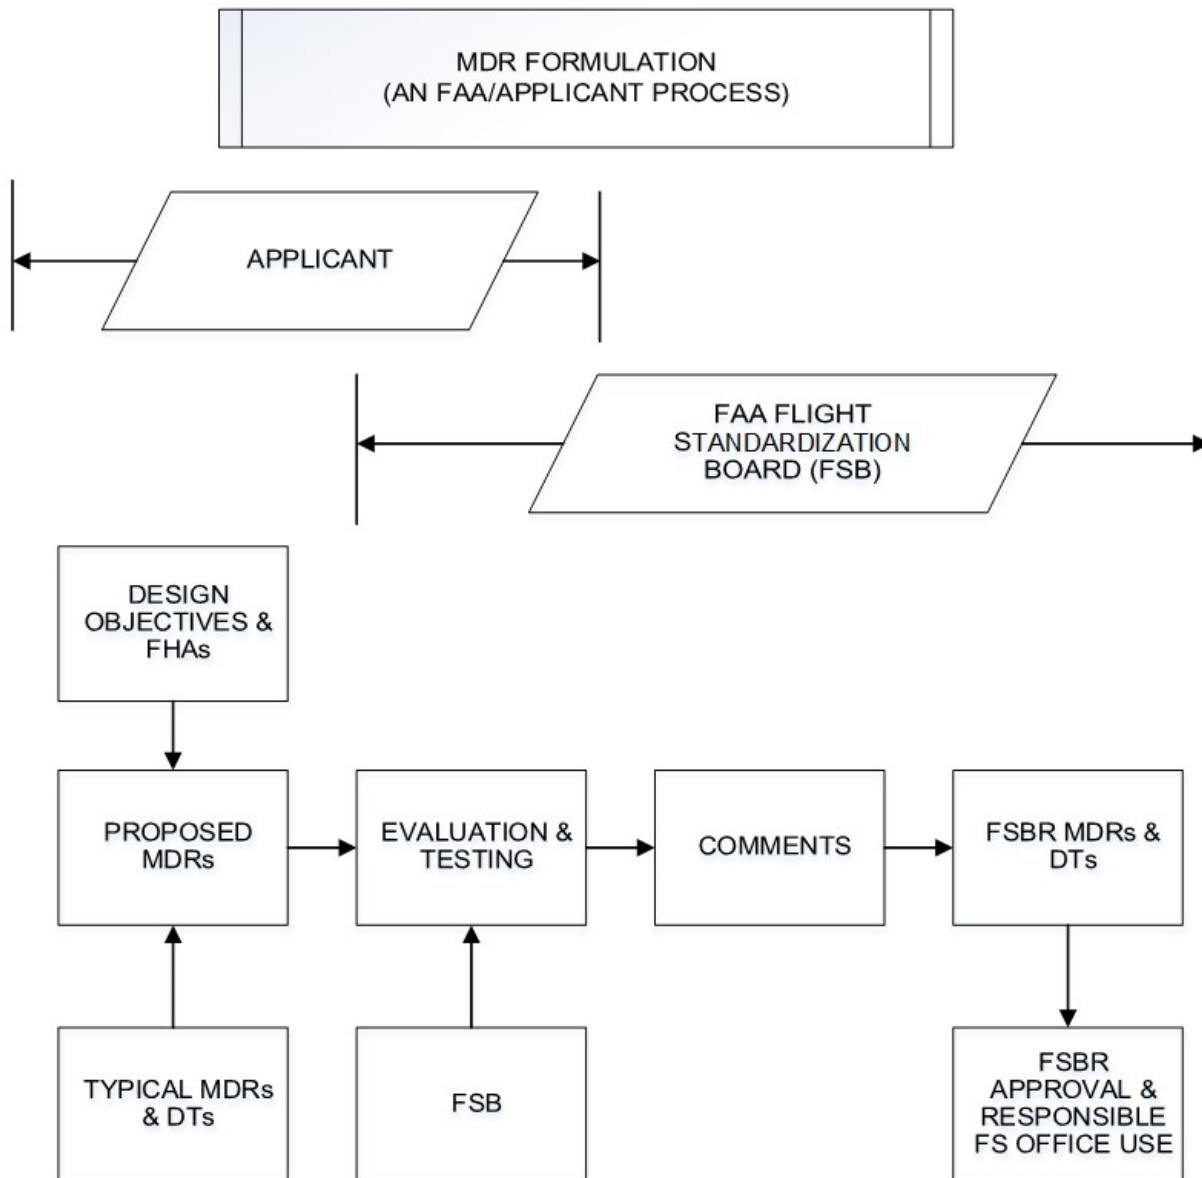 MDR FORMULATION
(AN FAA/APPLICANT PROCESS)
APPLICANT
FAA FLIGHT
STANDARDIZATION
BOARD (FSB)
DESIGN
OBJECTIVES &
FHAs
PROPOSED
MDRs
EVALUATION &
TESTING
COMMENTS
FSBR MDRs &
DTs
TYPICAL MDRs
& DTs
FSB
FSBR
APPROVAL &
RESPONSIBLE
FS OFFICE USE